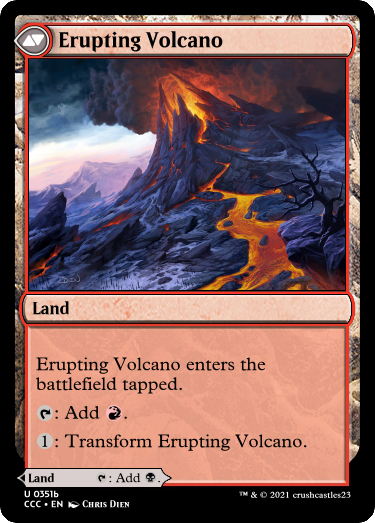 Erupting Volcano
DIEN
Land
Erupting Volcano enters the
battlefield tapped.
: Add .
1: Transform Erupting Volcano.
Land : Add .
U 0351b
CCC • EN Chris Dien
™ & © 2021 crushcastles23